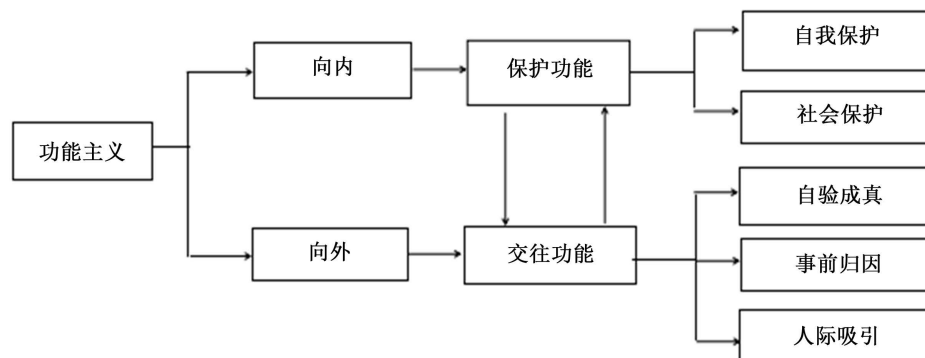 功能主义
向内
保护功能
自我保护
社会保护
向外
交往功能
自验成真
事前归因
人际吸引